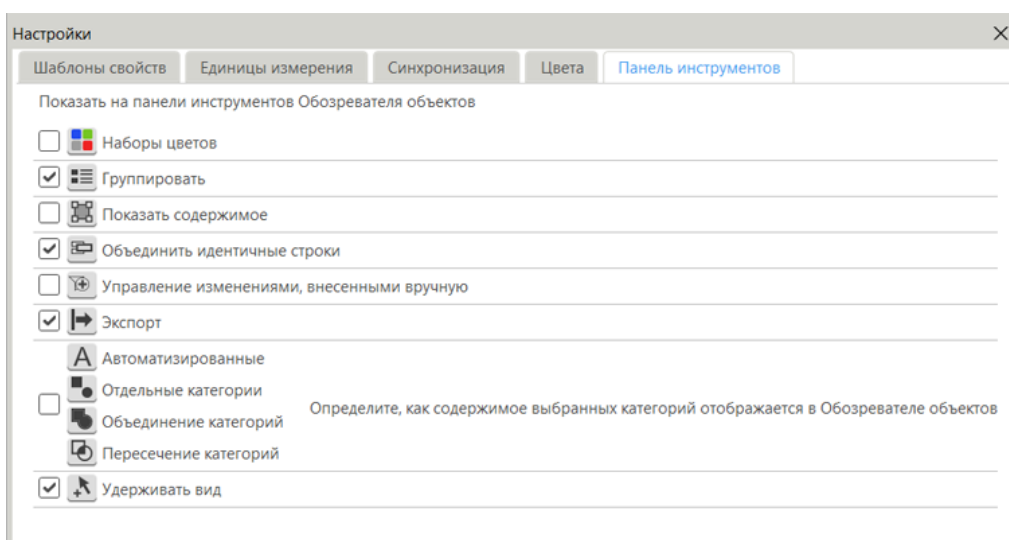 Настройки
Шаблоны свойств Единицы измерения Синхронизация Цвета Панель инструментов
Показать на панели инструментов Обозревателя объектов
Наборы цветов
Группировать
Показать содержимое
Объединить идентичные строки
Управление изменениями, внесенными вручную
Экспорт
A Автоматизированные
Отдельные категории
Определите, как содержимое выбранных категорий отображается в Обозревателе объектов
Объединение категорий
Пересечение категорий
Удерживать вид